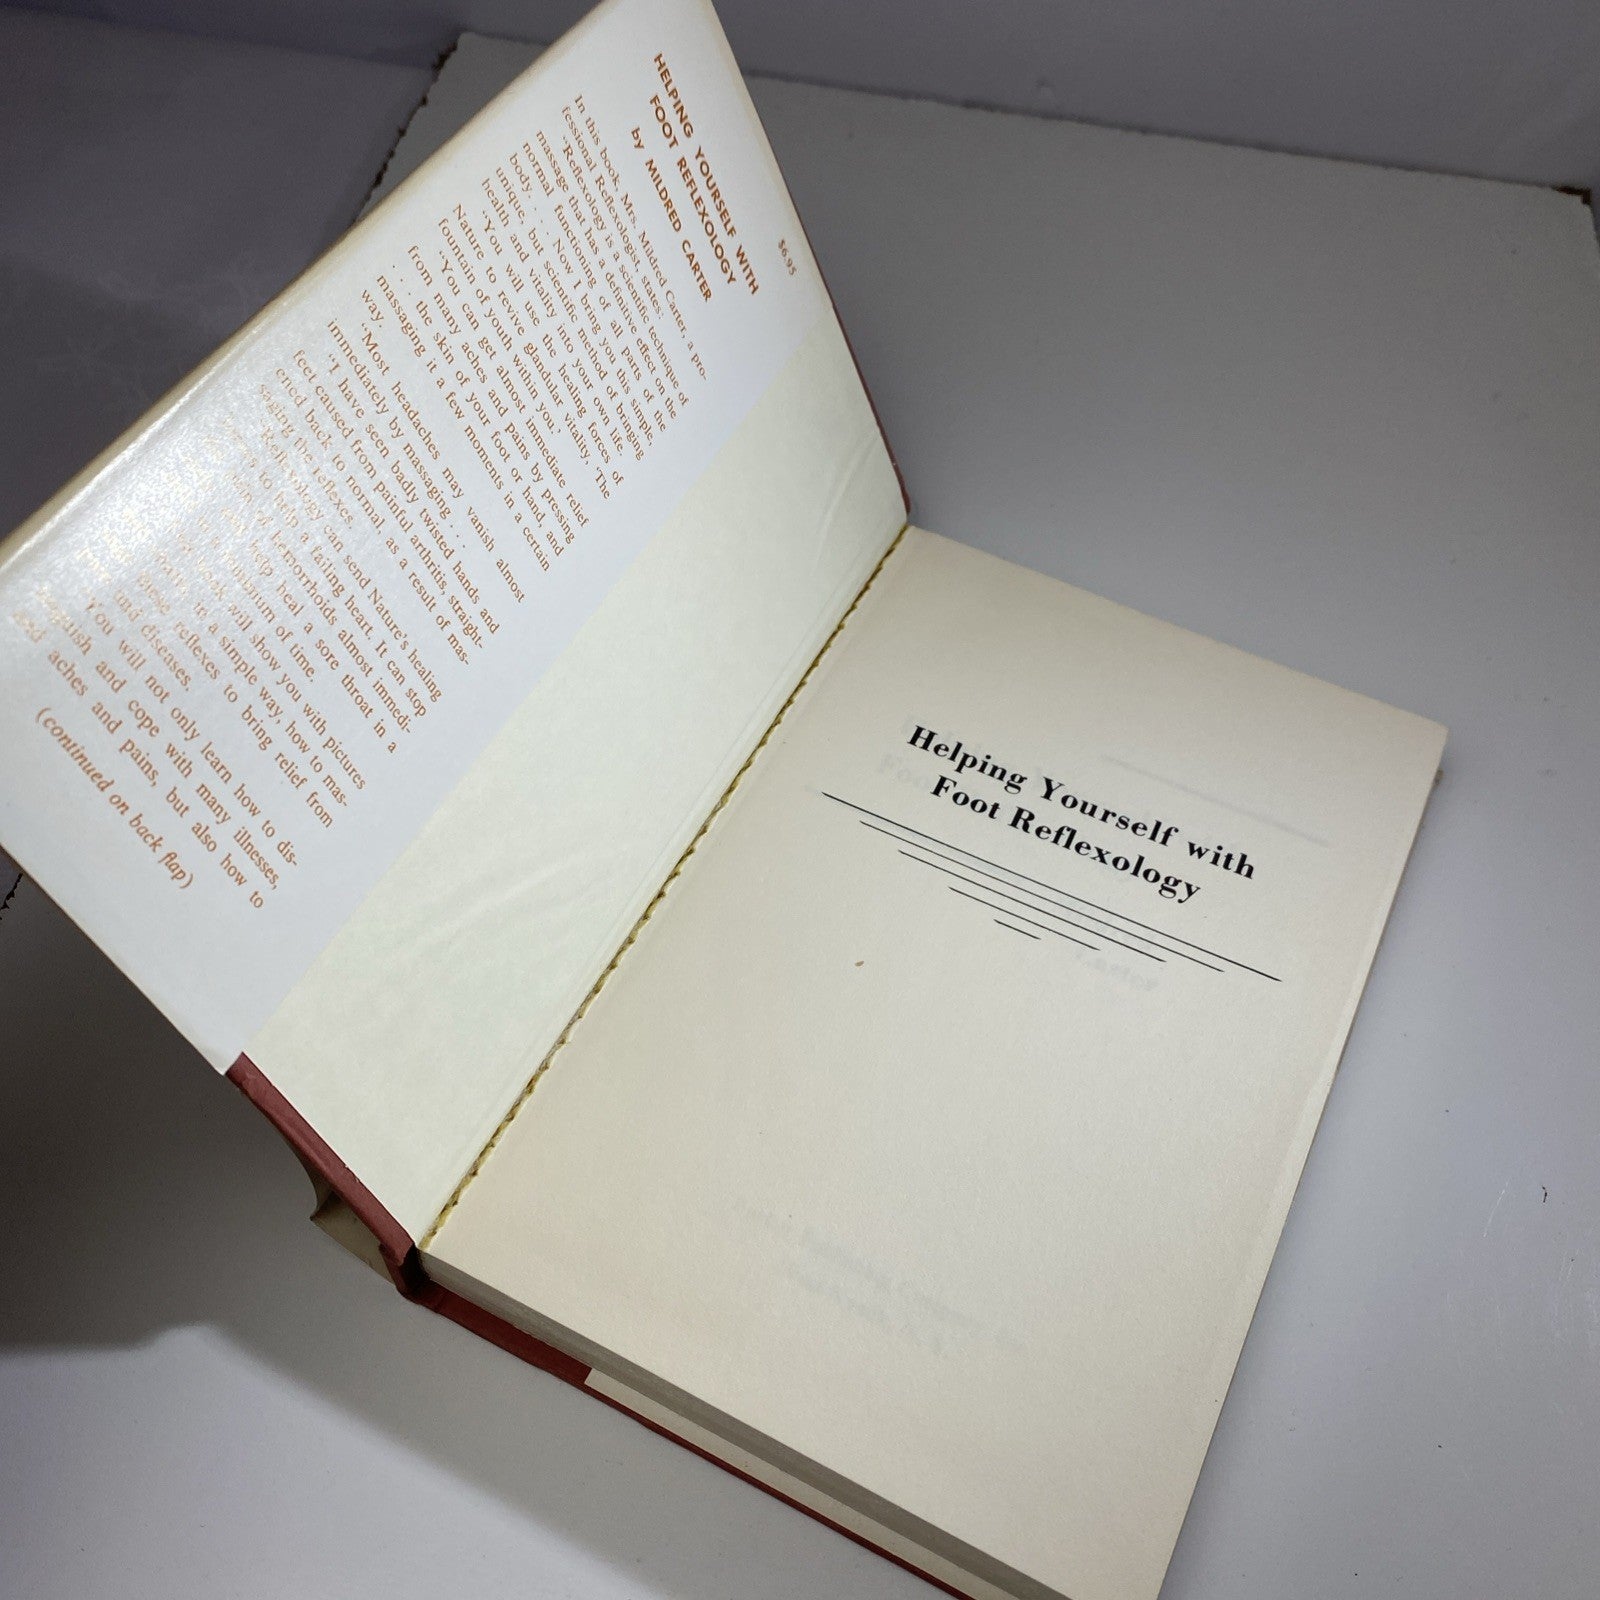 $6.95
HELPING YOURSELF WITH
FOOT REFLEXOLOGY
by MILDRED CARTER
In this book, Mrs. Mildred Carter, a pro-
fessional Reflexologist, states:
"Reflexology is a scientific technique of
massage that has a definitive effect on the
normal functioning of all parts of the
body. . . . Now I bring you this simple,
unique, but scientific method of bringing
health and vitality into your own life.
"You will use the healing forces of
Nature to revive glandular vitality, 'The
fountain of youth within you.'
"You can get almost immediate relief
from many aches and pains by pressing
. . . the skin of your foot or hand, and
massaging it a few moments in a certain
way.
"Most headaches may vanish almost
immediately by massaging . . .
"I have seen badly twisted hands and
feet caused from painful arthritis, straight-
ened back to normal, as a result of mas-
saging the reflexes.
"Reflexology can send Nature's healing
to help a failing heart. It can stop
of hemorrhoids almost immedi-
help heal a sore throat in a
minimum of time.
book will show you with pictures
in a simple way, how to mas-
these reflexes to bring relief from
and diseases.
You will not only learn how to dis-
and cope with many illnesses,
and aches and pains, but also how to
(continued on back flap)
Helping Yourself with
Foot Reflexology